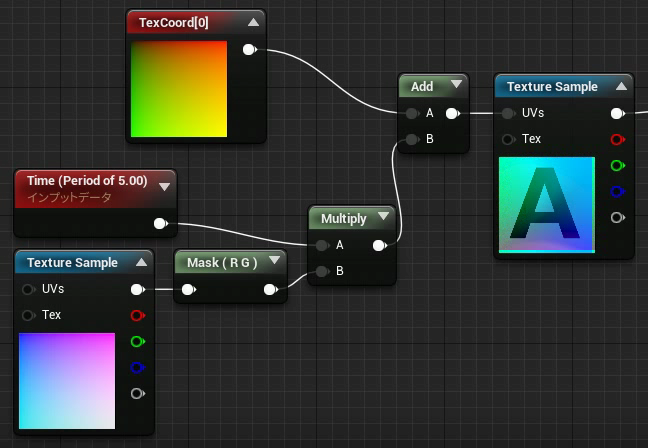 TexCoord[0]
Add
A
B
Texture Sample
UVs
Tex
A
Time (Period of 5.00)
インプットデータ
Multiply
A
B
Texture Sample
UVs
Tex
Mask ( R G )